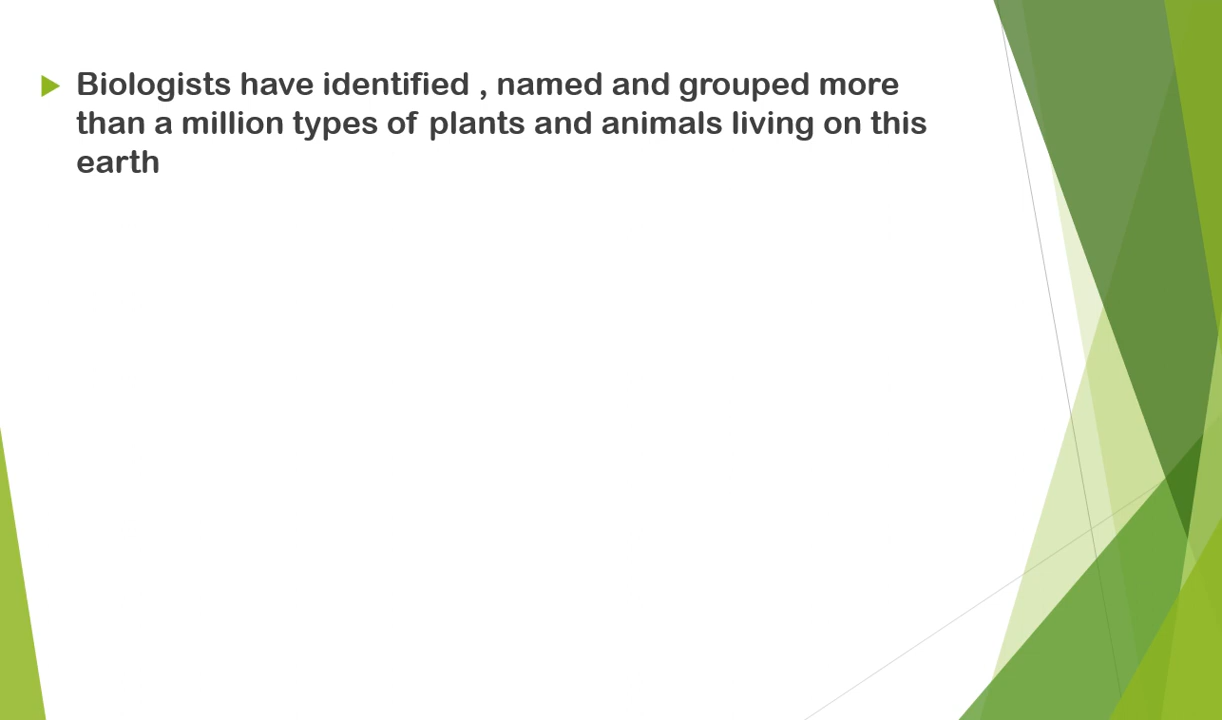 Biologists have identified , named and grouped more
than a million types of plants and animals living on this
earth